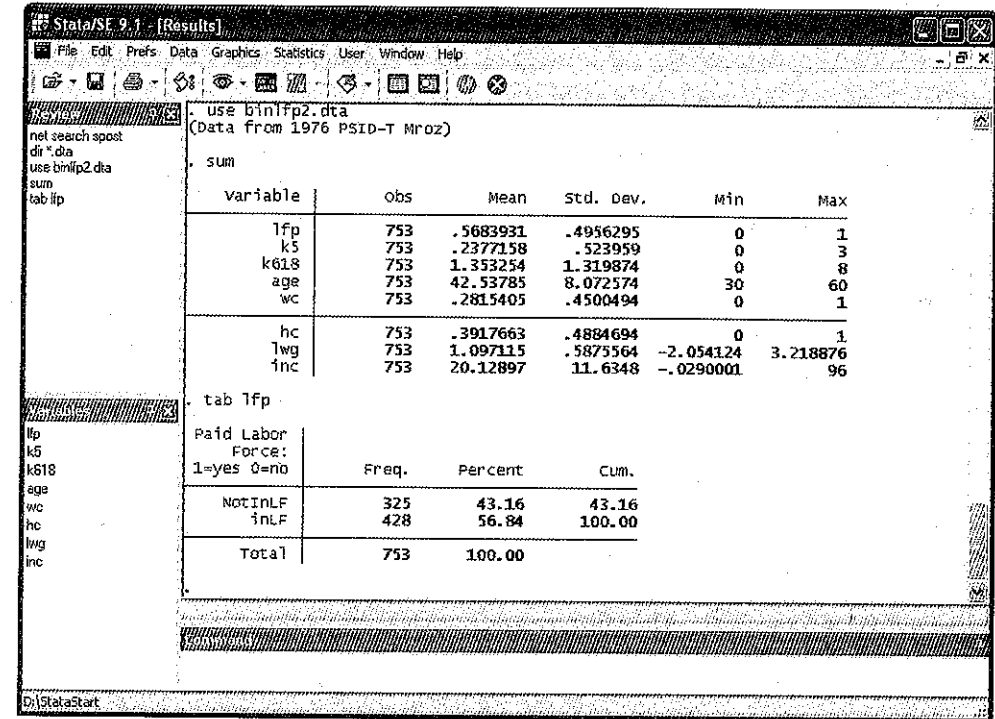 Stata/SE 9.1 - [Results]
File Edit Prefs Data Graphics Statistics User Window Help
Review
net search spost
dir *.dta
use binlfp2.dta
sum
tab lfp
. use binlfp2.dta
(Data from 1976 PSID-T Mroz)
. sum
Variable Obs Mean Std. Dev. Min Max
lfp 753 .5683931 .4956295 0 1
k5 753 .2377158 .523959 0 3
k618 753 1.353254 1.319874 0 8
age 753 42.53785 8.072574 30 60
wc 753 .2815405 .4500494 0 1
hc 753 .3917663 .4884694 0 1
lwg 753 1.097115 .5875564 -2.054124 3.218876
inc 753 20.12897 11.6348 -.0290001 96
. tab lfp
Paid Labor
Force:
1=yes 0=no Freq. Percent Cum.
NotInLF 325 43.16 43.16
inLF 428 56.84 100.00
Total 753 100.00
.
Variables
lfp
k5
k618
age
wc
hc
lwg
inc
Command
D:\StataStart